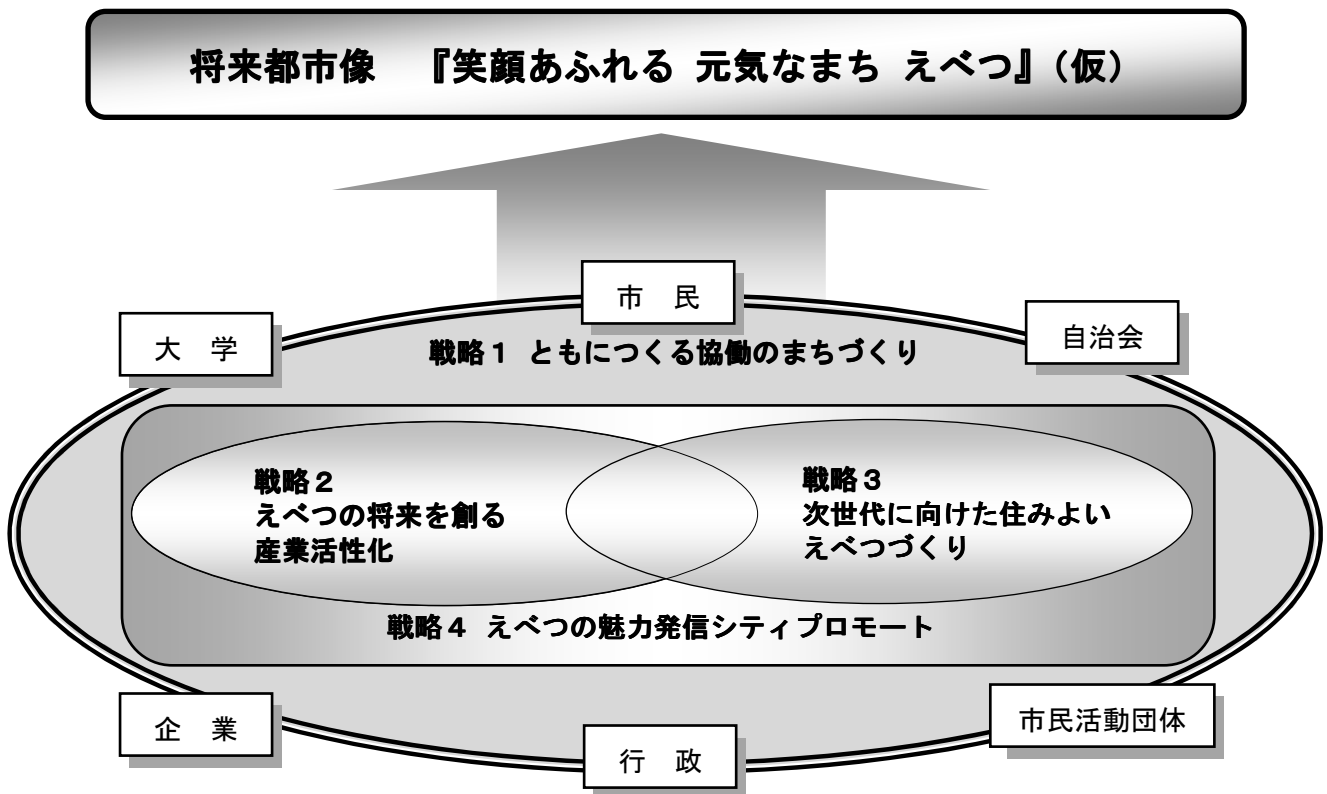 将来都市像　『笑顔あふれる 元気なまち えべつ』（仮）
市　民
大　学
自治会
戦略１ ともにつくる協働のまちづくり
戦略２
えべつの将来を創る
産業活性化
戦略３
次世代に向けた住みよい
えべつづくり
戦略４ えべつの魅力発信シティプロモート
企　業
市民活動団体
行　政